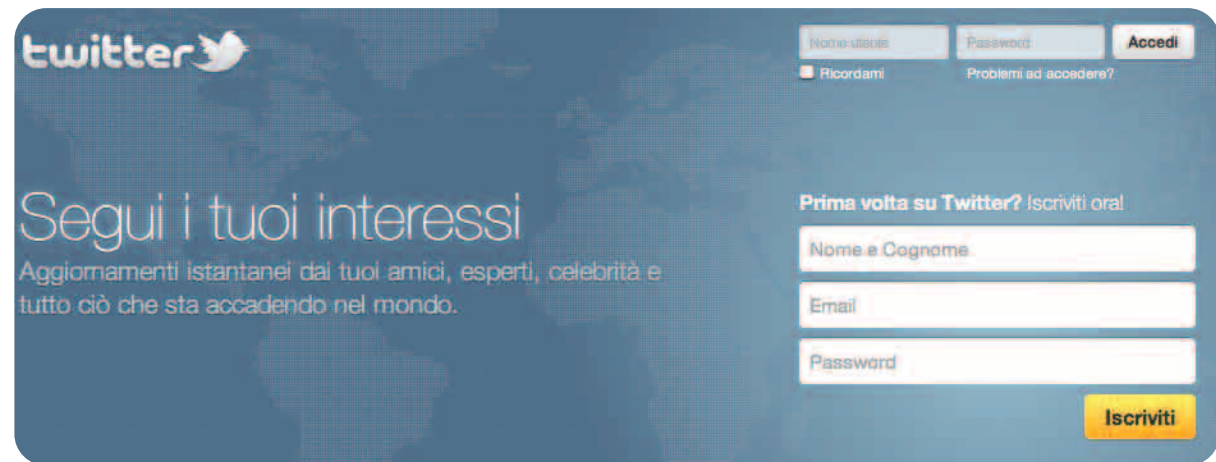 twitter
Nome utente Password Accedi
Ricordami Problemi ad accedere?
Segui i tuoi interessi
Aggiornamenti istantanei dai tuoi amici, esperti, celebrità e
tutto ciò che sta accadendo nel mondo.
Prima volta su Twitter? Iscriviti ora!
Nome e Cognome
Email
Password
Iscriviti